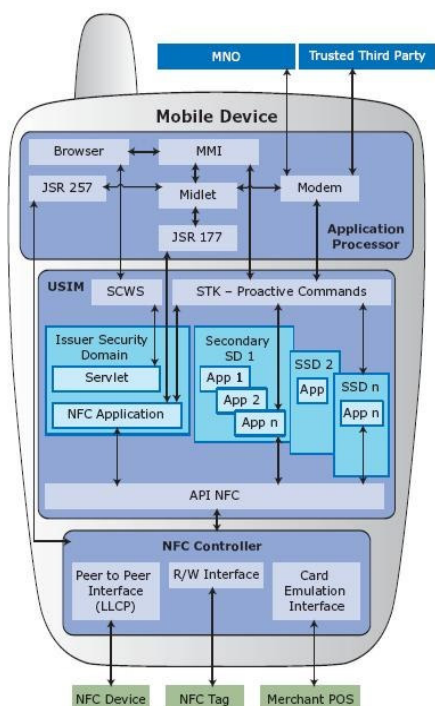 MNO
Trusted Third Party
Mobile Device
Browser
MMI
JSR 257
Midlet
Modem
JSR 177
Application
Processor
USIM
SCWS
STK – Proactive Commands
Issuer Security
Domain
Servlet
NFC Application
Secondary
SD 1
App 1
App 2
App n
SSD 2
App
SSD n
App n
API NFC
NFC Controller
Peer to Peer
Interface
(LLCP)
R/W Interface
Card
Emulation
Interface
NFC Device
NFC Tag
Merchant POS